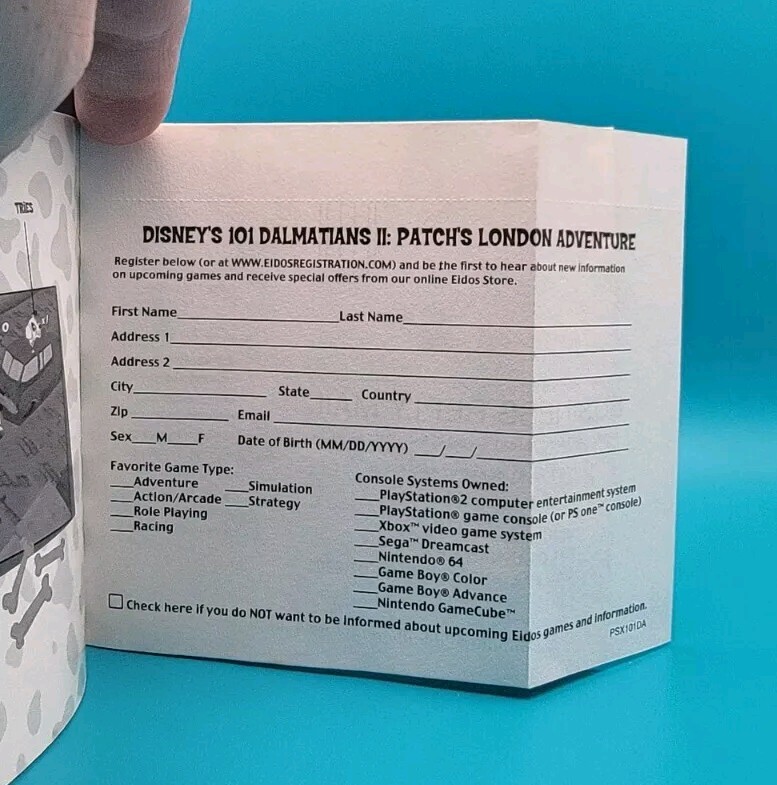 TRIES
DISNEY'S 101 DALMATIANS II: PATCH'S LONDON ADVENTURE
Register below (or at WWW.EIDOSREGISTRATION.COM) and be the first to hear about new information
on upcoming games and receive special offers from our online Eidos Store.
First Name Last Name
Address 1
Address 2
City State Country
Zip Email
Sex M F Date of Birth (MM/DD/YYYY) / /
Favorite Game Type:
Adventure Simulation
Action/Arcade Strategy
Role Playing
Racing
Console Systems Owned:
PlayStation®2 computer entertainment system
PlayStation® game console (or PS one™ console)
Xbox™ video game system
Sega™ Dreamcast
Nintendo® 64
Game Boy® Color
Game Boy® Advance
Nintendo GameCube™
Check here if you do NOT want to be informed about upcoming Eidos games and information.
PSX101DA